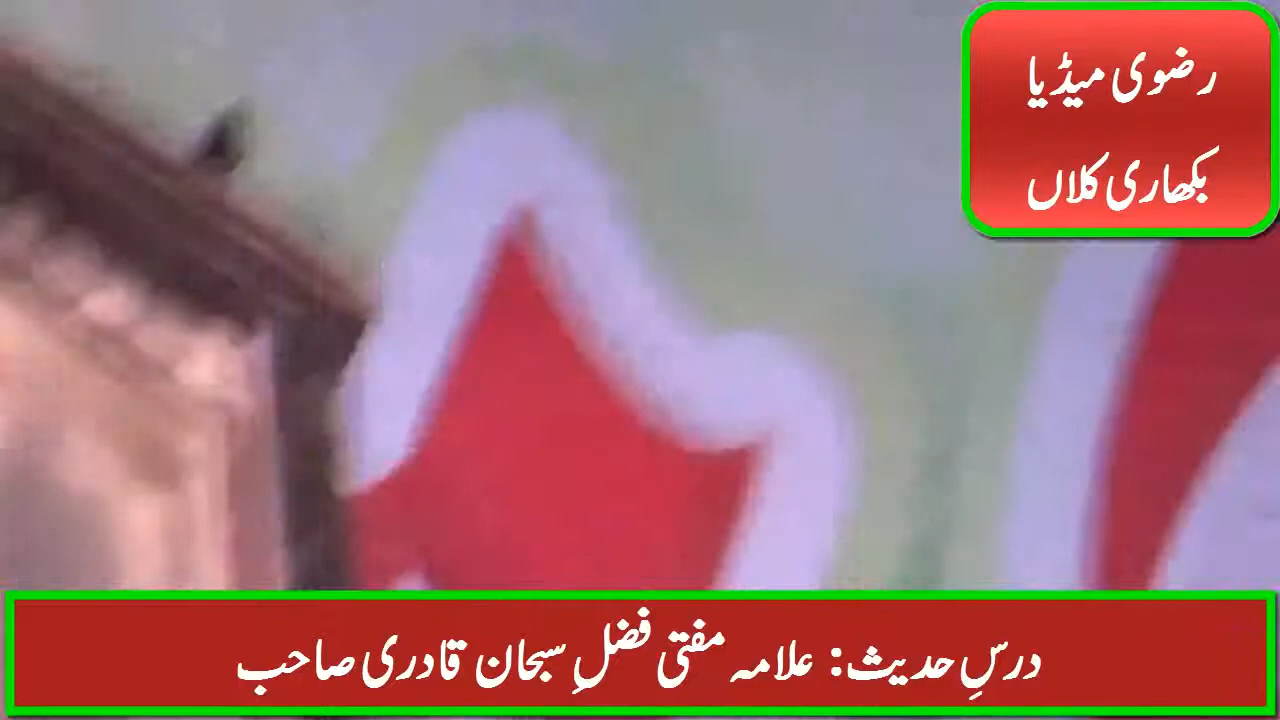 رضوی میڈیا
بکھاری کلاں
درسِ حدیث: علامہ مفتی فضلِ سبحان قادری صاحب